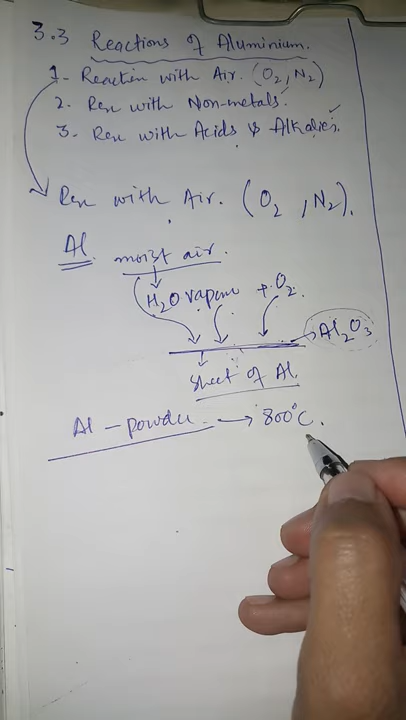 3.3 Reactions of Aluminium.
1- Reaction with Air. (O2, N2)
2. Rxn with Non-metals.
3- Rxn with Acids & Alkalies.
Rxn with Air. (O2, N2).
Al moist air.
H2O vapour + O2.
Al2O3
sheet of Al
Al - powder → 800°C.